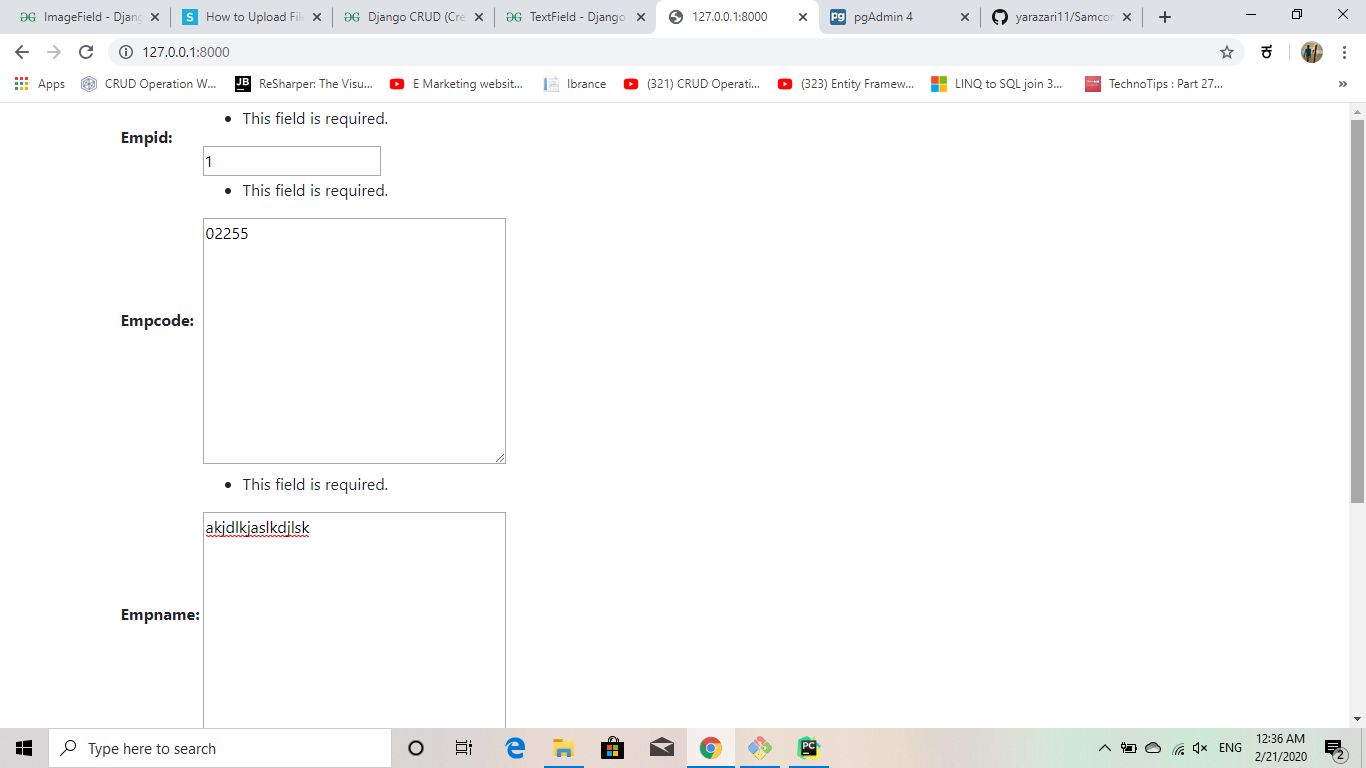 ImageField - Djang
How to Upload File
Django CRUD (Cre
TextField - Django
127.0.0.1:8000
pgAdmin 4
yarazari11/Samcor
127.0.0.1:8000
Apps
CRUD Operation W...
JB
ReSharper: The Visu...
E Marketing websit...
Ibrance
(321) CRUD Operati...
(323) Entity Framew...
LINQ to SQL join 3...
TechnoTips : Part 27...
»
• This field is required.
Empid:
1
• This field is required.
02255
Empcode:
• This field is required.
akjdlkjaslkdjlsk
Empname:
Type here to search
PC
ENG
12:36 AM
2/21/2020
2